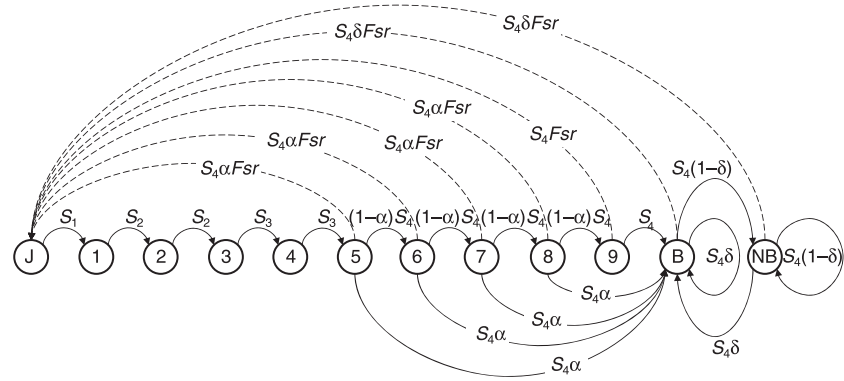 S₄δFsr
S₄δFsr
S₄αFsr
S₄Fsr
S₄αFsr
S₄αFsr
S₄αFsr
S₁ S₂ S₂ S₃ S₃ (1−α)S₄ (1−α)S₄ (1−α)S₄ (1−α)S₄ S₄ S₄(1−δ)
J 1 2 3 4 5 6 7 8 9 B S₄δ NB S₄(1−δ)
S₄α
S₄α
S₄α
S₄δ
S₄α